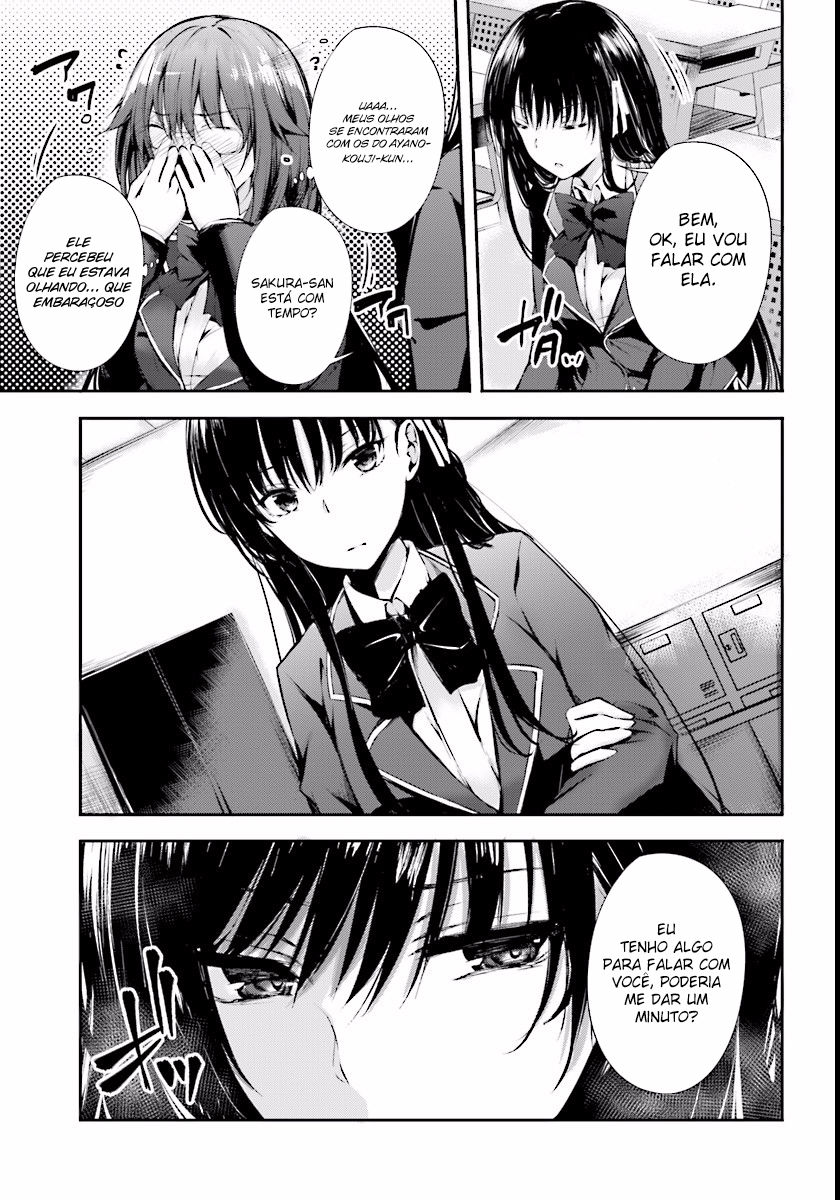 BEM,
OK, EU VOU
FALAR COM
ELA.
ガタ...
UAAA...
MEUS OLHOS
SE ENCONTRARAM
COM OS DO AYANO-
KOUJI-KUN...
SAKURA-SAN
ESTÁ COM
TEMPO?
ELE
PERCEBEU
QUE EU ESTAVA
OLHANDO... QUE
EMBARAÇOSO
EU
TENHO ALGO
PARA FALAR COM
VOCÊ, PODERIA
ME DAR UM
MINUTO?